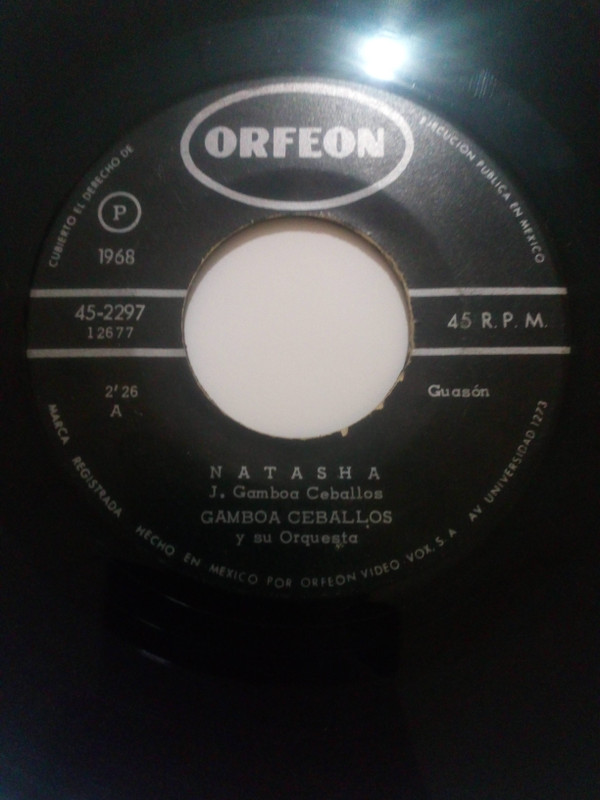 ORFEON
CUBIERTO EL DERECHO DE
EJECUCION PUBLICA EN MEXICO
P
1968
45-2297
12677
45 R. P. M.
2'26
A
Guasón
NATASHA
J. Gamboa Ceballos
GAMBOA CEBALLOS
y su Orquesta
MARCA REGISTRADA HECHO EN MEXICO POR ORFEON VIDEO VOX, S. A. AV UNIVERSIDAD 1273